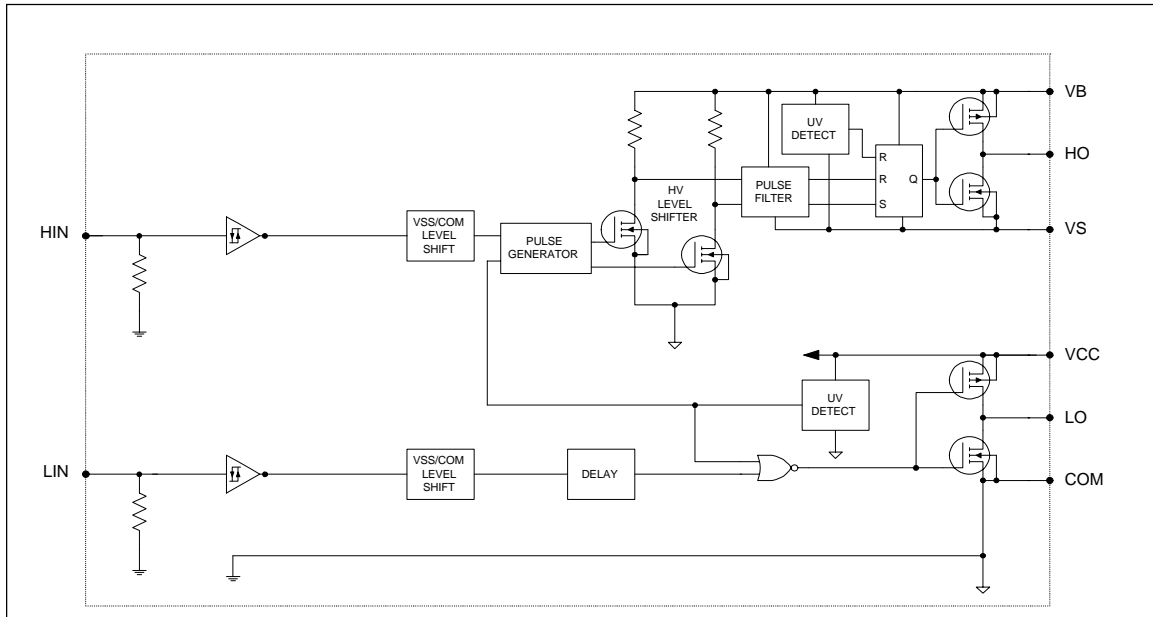 VB
UV
DETECT
HO
R
R
Q
S
PULSE
FILTER
HV
LEVEL
SHIFTER
VS
HIN
VSS/COM
LEVEL
SHIFT
PULSE
GENERATOR
VCC
UV
DETECT
LO
LIN
VSS/COM
LEVEL
SHIFT
DELAY
COM